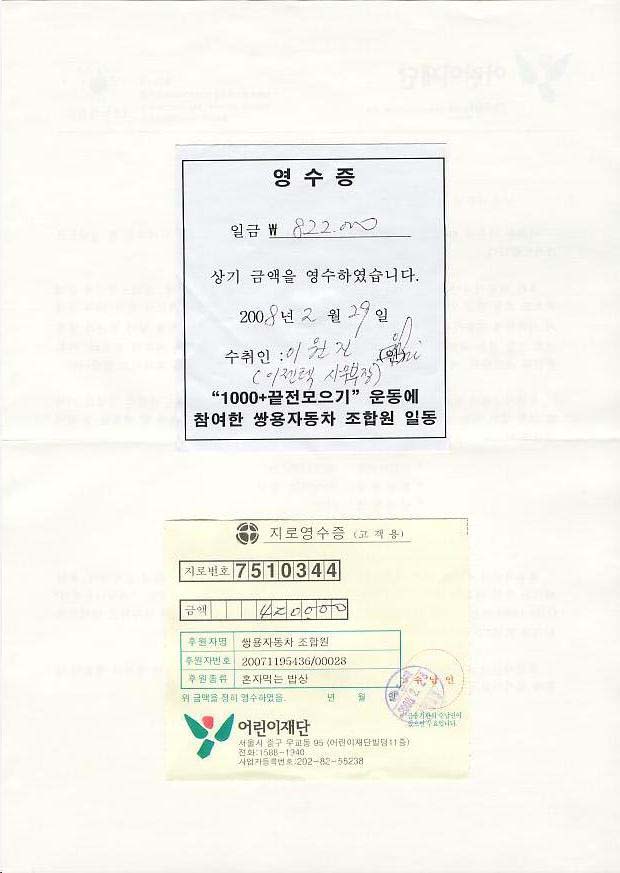 영 수 증
일금 ₩ 822.000
상기 금액을 영수하였습니다.
2008년 2 월 29 일
수취인 : 이원진
(이젠텍 사무장)
“1000+끝전모으기” 운동에
참여한 쌍용자동차 조합원 일동
지로영수증 (고객용)
지로번호 7510344
금액 420000
후원자명 쌍용자동차 조합원
후원자번호 20071195436/00028
후원종류 혼자먹는 밥상
위 금액을 정히 영수하였음. 년 월
수 납 인
어린이재단
서울시 중구 무교동 95 (어린이재단빌딩11층)
전화:1588-1940
사업자등록번호:202-82-55238